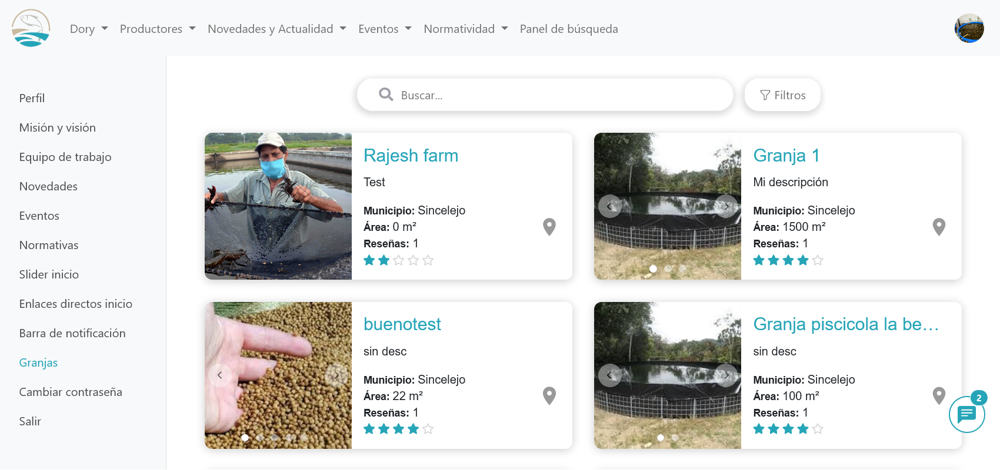 Dory
Productores
Novedades y Actualidad
Eventos
Normatividad
Panel de búsqueda
Perfil
Misión y visión
Equipo de trabajo
Novedades
Eventos
Normativas
Slider inicio
Enlaces directos inicio
Barra de notificación
Granjas
Cambiar contraseña
Salir
Buscar...
Filtros
Rajesh farm
Test
Municipio: Sincelejo
Área: 0 m²
Reseñas: 1
Granja 1
Mi descripción
Municipio: Sincelejo
Área: 1500 m²
Reseñas: 1
buenotest
sin desc
Municipio: Sincelejo
Área: 22 m²
Reseñas: 1
Granja piscicola la be...
sin desc
Municipio: Sincelejo
Área: 100 m²
Reseñas: 1
2